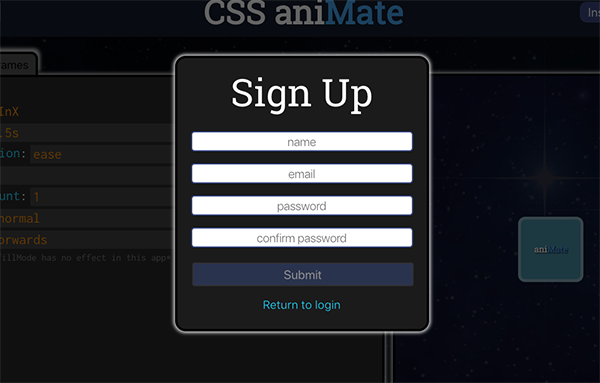 CSS aniMate
Ins
ames
InX
.5s
ion: ease
unt: 1
normal
orwards
illMode has no effect in this app*
Sign Up
name
email
password
confirm password
Submit
Return to login
aniMate